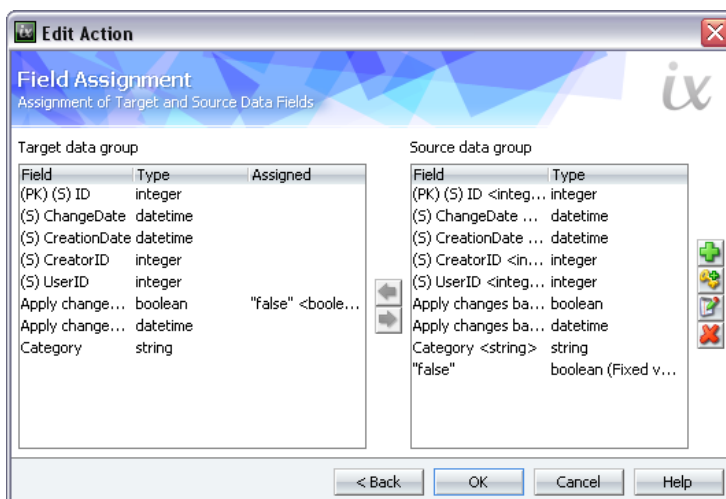 ix Edit Action
Field Assignment
Assignment of Target and Source Data Fields
ix
Target data group
Field Type Assigned
(PK) (S) ID integer
(S) ChangeDate datetime
(S) CreationDate datetime
(S) CreatorID integer
(S) UserID integer
Apply change... boolean "false" <boole...
Apply change... datetime
Category string
Source data group
Field Type
(PK) (S) ID <integ... integer
(S) ChangeDate ... datetime
(S) CreationDate ... datetime
(S) CreatorID <in... integer
(S) UserID <integ... integer
Apply changes ba... boolean
Apply changes ba... datetime
Category <string> string
"false" boolean (Fixed v...
< Back OK Cancel Help